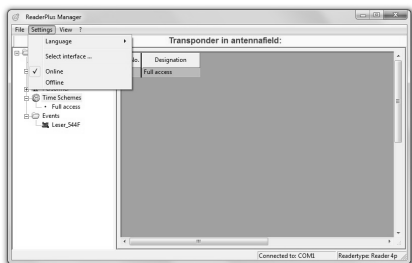 ReaderPlus Manager
File Settings View ?
Transponder in antennafield:
Language
Select interface ...
Online
Offline
No. Designation
Full access
Time Schemes
Full access
Events
Leser_S44F
Connected to: COM1 Readertype: Reader 4p